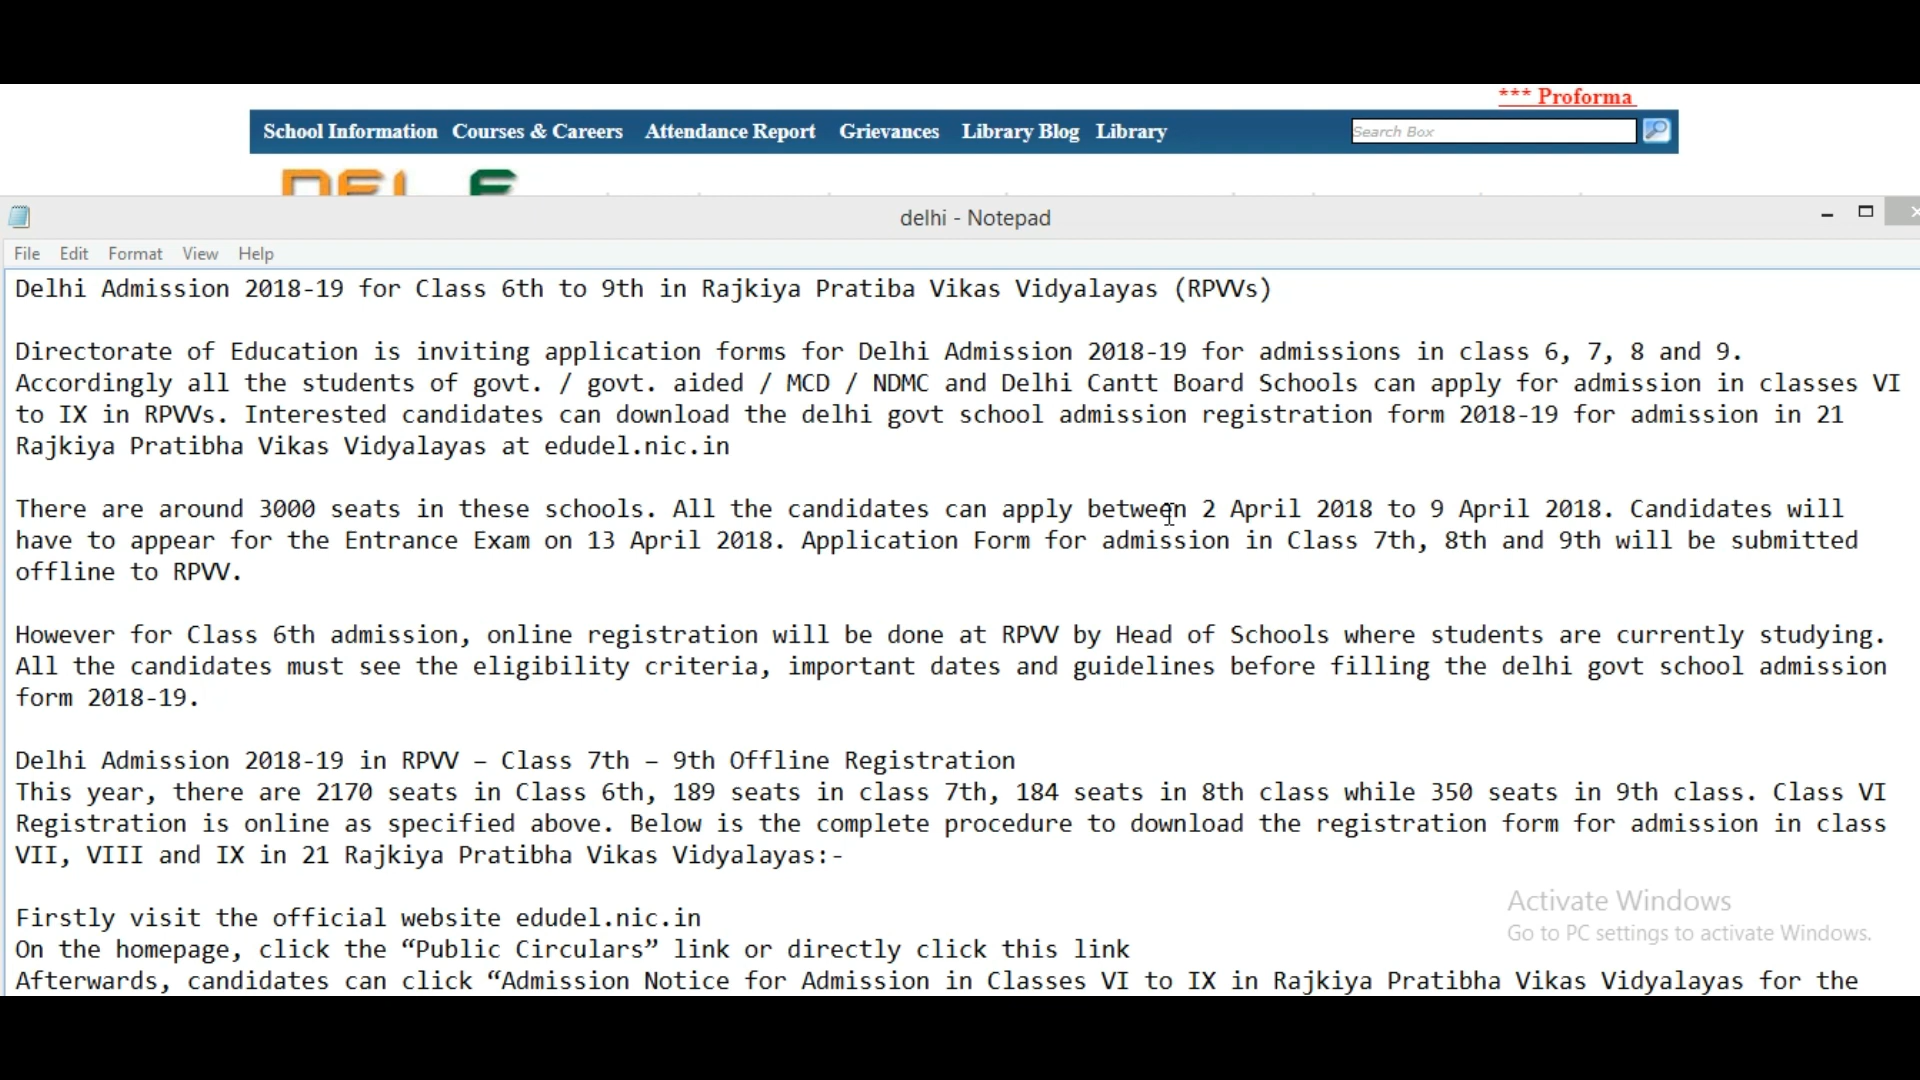 *** Proforma
School Information Courses & Careers Attendance Report Grievances Library Blog Library
Search Box
delhi - Notepad
File Edit Format View Help
Delhi Admission 2018-19 for Class 6th to 9th in Rajkiya Pratiba Vikas Vidyalayas (RPVVs)
Directorate of Education is inviting application forms for Delhi Admission 2018-19 for admissions in class 6, 7, 8 and 9.
Accordingly all the students of govt. / govt. aided / MCD / NDMC and Delhi Cantt Board Schools can apply for admission in classes VI
to IX in RPVVs. Interested candidates can download the delhi govt school admission registration form 2018-19 for admission in 21
Rajkiya Pratibha Vikas Vidyalayas at edudel.nic.in
There are around 3000 seats in these schools. All the candidates can apply between 2 April 2018 to 9 April 2018. Candidates will
have to appear for the Entrance Exam on 13 April 2018. Application Form for admission in Class 7th, 8th and 9th will be submitted
offline to RPVV.
However for Class 6th admission, online registration will be done at RPVV by Head of Schools where students are currently studying.
All the candidates must see the eligibility criteria, important dates and guidelines before filling the delhi govt school admission
form 2018-19.
Delhi Admission 2018-19 in RPVV – Class 7th – 9th Offline Registration
This year, there are 2170 seats in Class 6th, 189 seats in class 7th, 184 seats in 8th class while 350 seats in 9th class. Class VI
Registration is online as specified above. Below is the complete procedure to download the registration form for admission in class
VII, VIII and IX in 21 Rajkiya Pratibha Vikas Vidyalayas:-
Firstly visit the official website edudel.nic.in
On the homepage, click the “Public Circulars” link or directly click this link
Afterwards, candidates can click “Admission Notice for Admission in Classes VI to IX in Rajkiya Pratibha Vikas Vidyalayas for the
Activate Windows
Go to PC settings to activate Windows.